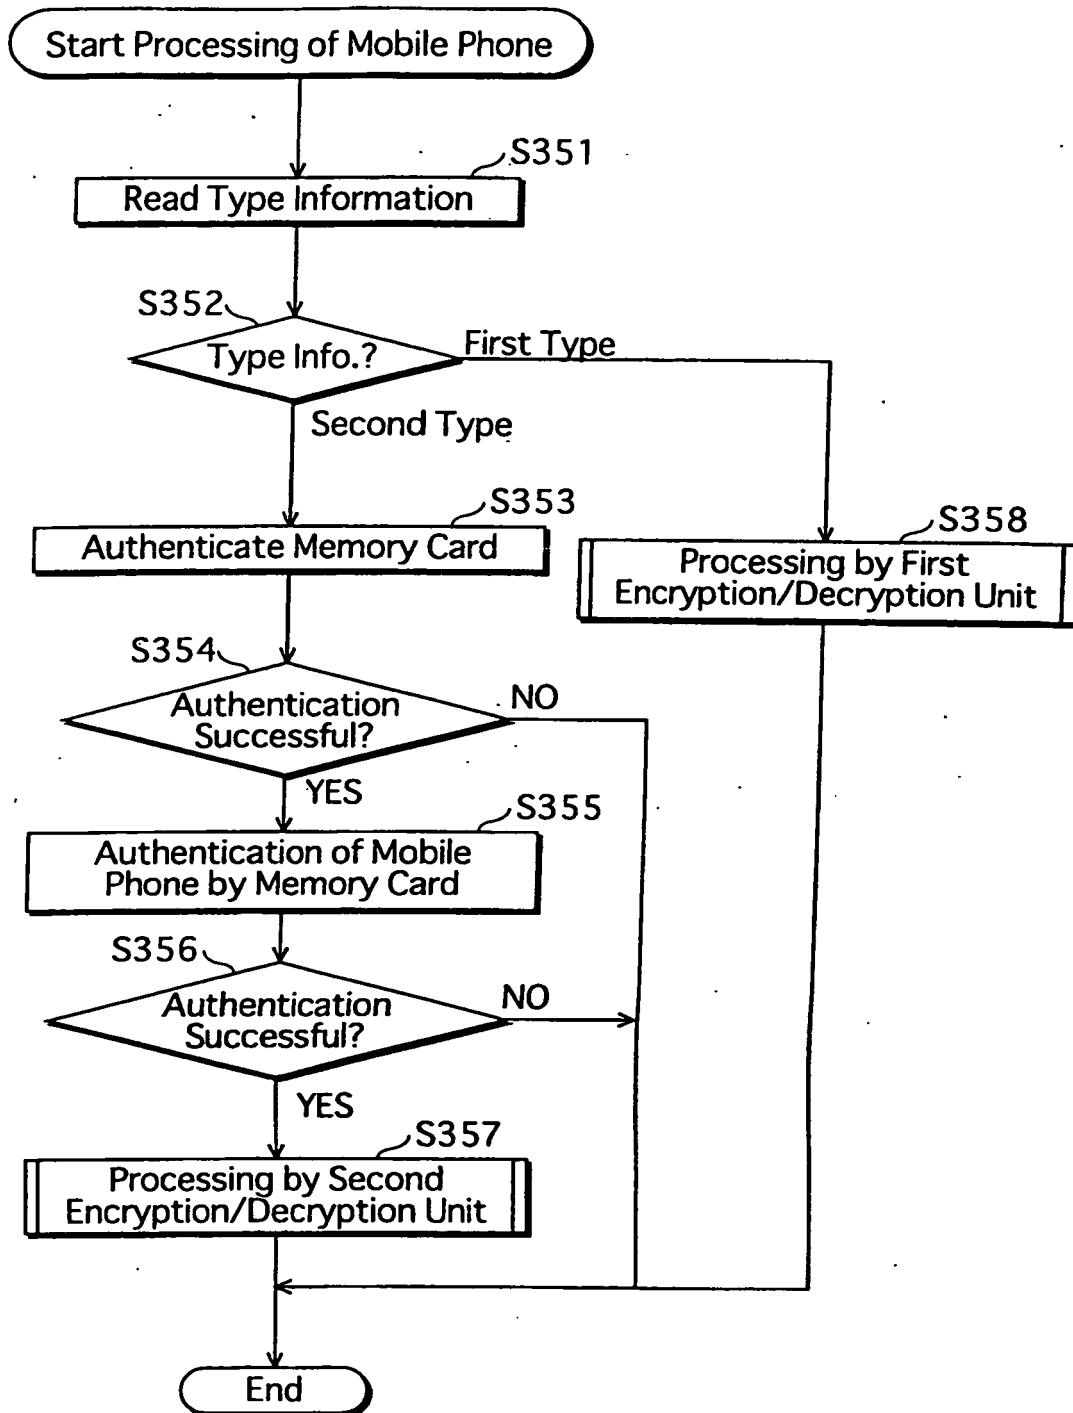 Start Processing of Mobile Phone
S351
Read Type Information
S352
Type Info.?
First Type
Second Type
S353
Authenticate Memory Card
S358
Processing by First
Encryption/Decryption Unit
S354
Authentication
Successful?
NO
YES
S355
Authentication of Mobile
Phone by Memory Card
S356
Authentication
Successful?
NO
YES
S357
Processing by Second
Encryption/Decryption Unit
End